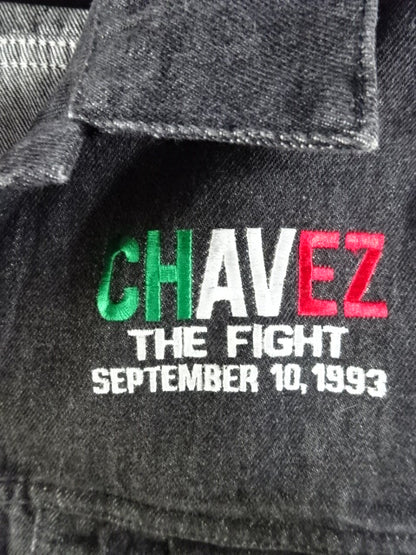 CHAVEZ
THE FIGHT
SEPTEMBER 10, 1993